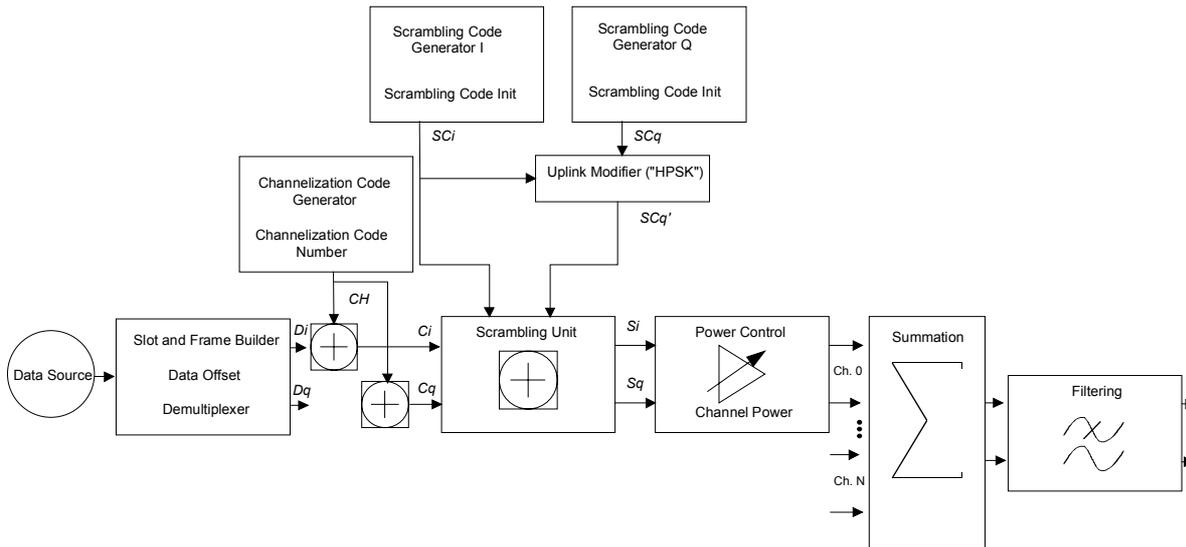 Scrambling Code
Generator I
Scrambling Code Init
Scrambling Code
Generator Q
Scrambling Code Init
SCi
SCq
Uplink Modifier ("HPSK")
SCq'
Channelization Code
Generator
Channelization Code
Number
CH
Data Source
Slot and Frame Builder
Data Offset
Demultiplexer
Di
Dq
Ci
Cq
Scrambling Unit
Si
Sq
Power Control
Channel Power
Ch. 0
Ch. N
Summation
Filtering